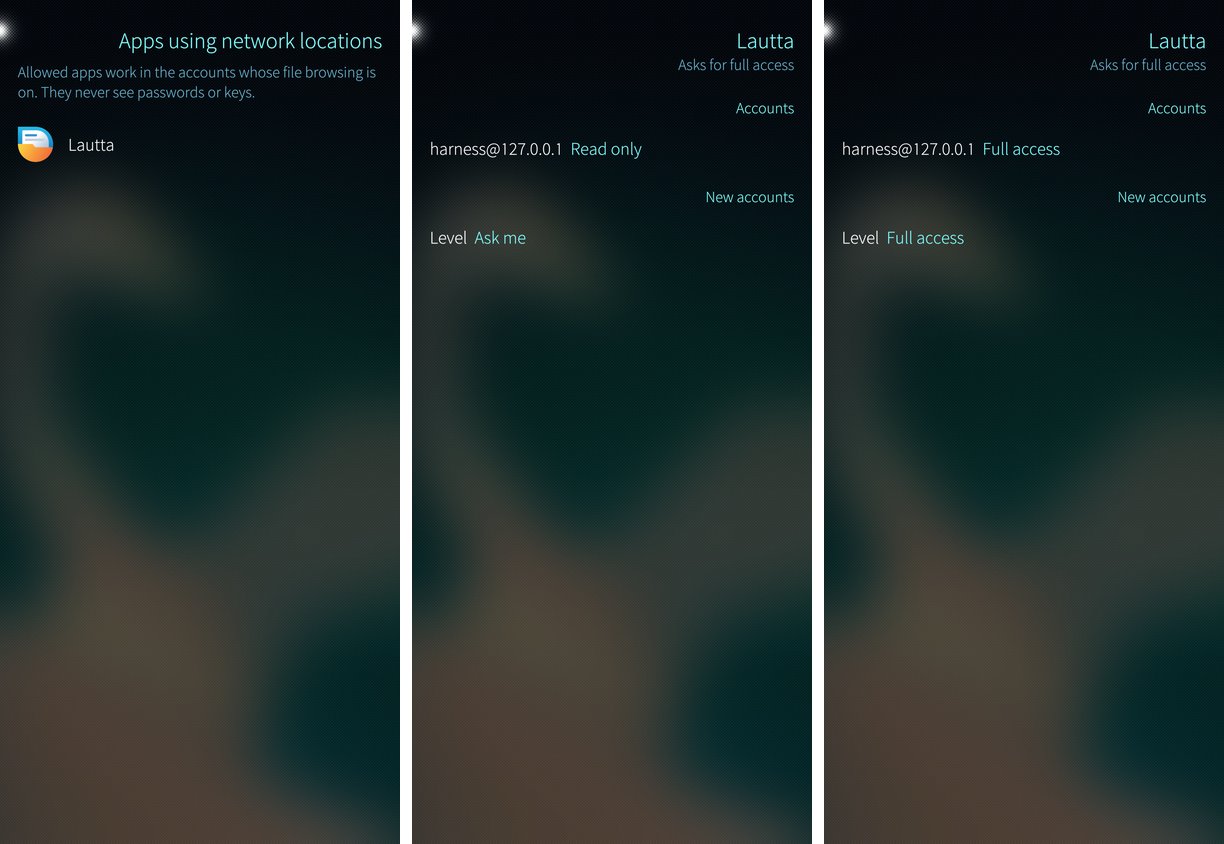 Apps using network locations
Allowed apps work in the accounts whose file browsing is
on. They never see passwords or keys.
Lautta
Lautta
Asks for full access
Accounts
harness@127.0.0.1 Read only
New accounts
Level Ask me
Lautta
Asks for full access
Accounts
harness@127.0.0.1 Full access
New accounts
Level Full access